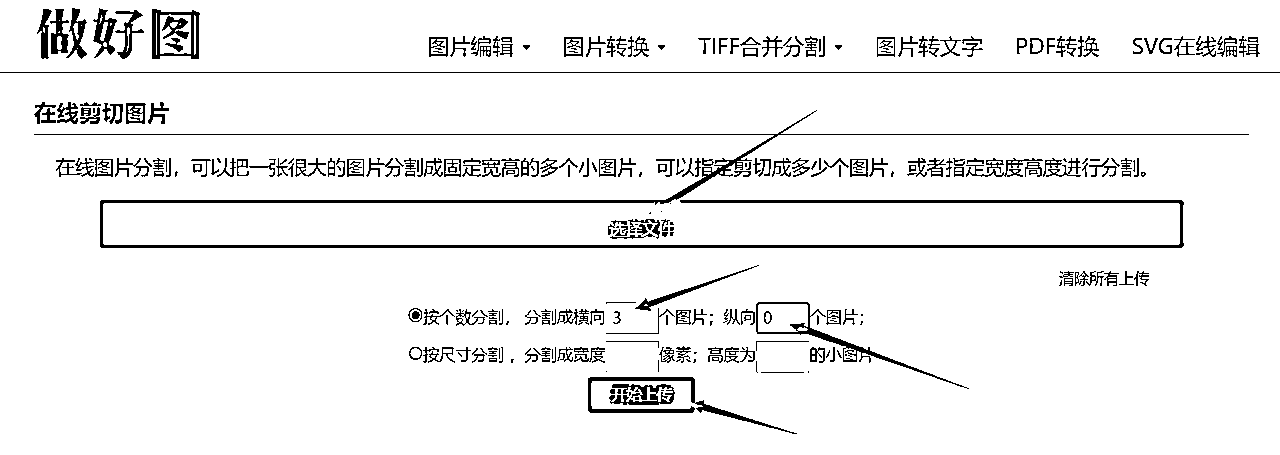 做好图
图片编辑 图片转换 TIFF合并分割 图片转文字 PDF转换 SVG在线编辑
在线剪切图片
在线图片分割，可以把一张很大的图片分割成固定宽高的多个小图片，可以指定剪切成多少个图片，或者指定宽度高度进行分割。
选择文件
清除所有上传
按个数分割， 分割成横向 3 个图片；纵向 0 个图片；
按尺寸分割 ，分割成宽度 像素；高度为 的小图片
开始上传